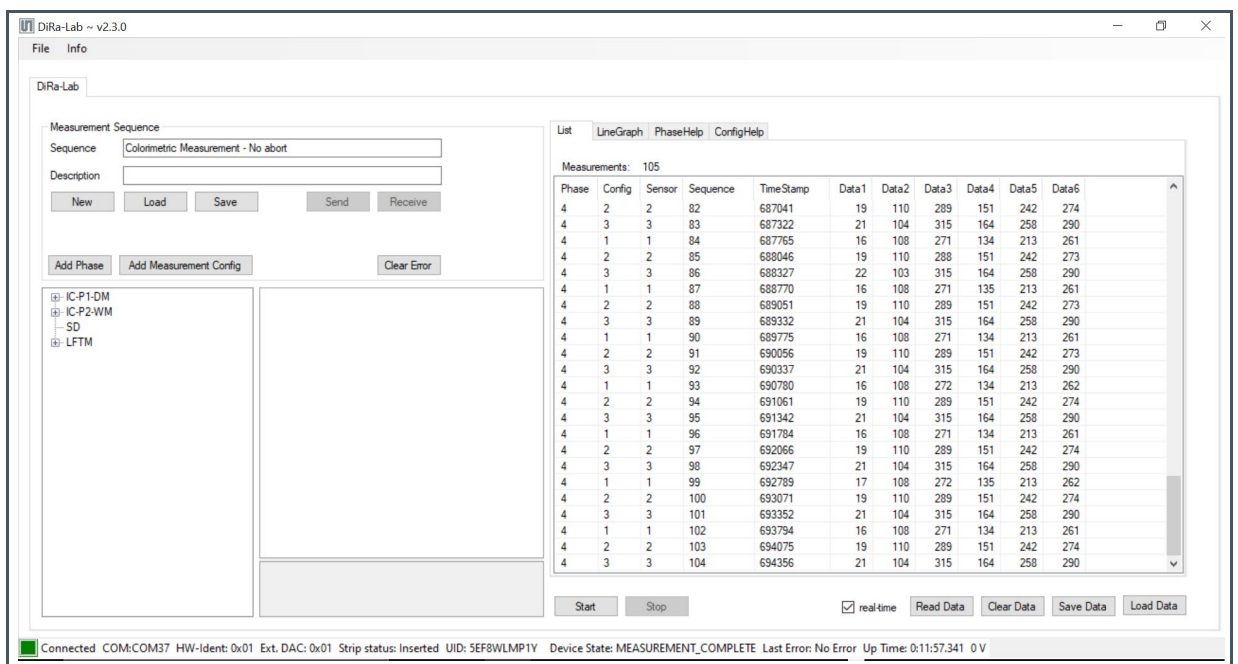 DiRa-Lab ~ v2.3.0
File Info
DiRa-Lab
Measurement Sequence
Sequence Colorimetric Measurement - No abort
Description
New Load Save Send Receive
Add Phase Add Measurement Config Clear Error
IC-P1-DM
IC-P2-WM
SD
LFTM
List LineGraph PhaseHelp ConfigHelp
Measurements: 105
Phase Config Sensor Sequence TimeStamp Data1 Data2 Data3 Data4 Data5 Data6
4 2 2 82 687041 19 110 289 151 242 274
4 3 3 83 687322 21 104 315 164 258 290
4 1 1 84 687765 16 108 271 134 213 261
4 2 2 85 688046 19 110 288 151 242 273
4 3 3 86 688327 22 103 315 164 258 290
4 1 1 87 688770 16 108 271 135 213 261
4 2 2 88 689051 19 110 289 151 242 273
4 3 3 89 689332 21 104 315 164 258 290
4 1 1 90 689775 16 108 271 134 213 261
4 2 2 91 690056 19 110 289 151 242 273
4 3 3 92 690337 21 104 315 164 258 290
4 1 1 93 690780 16 108 272 134 213 262
4 2 2 94 691061 19 110 289 151 242 274
4 3 3 95 691342 21 104 315 164 258 290
4 1 1 96 691784 16 108 271 134 213 261
4 2 2 97 692066 19 110 289 151 242 274
4 3 3 98 692347 21 104 315 164 258 290
4 1 1 99 692789 17 108 272 135 213 262
4 2 2 100 693071 19 110 289 151 242 274
4 3 3 101 693352 21 104 315 164 258 290
4 1 1 102 693794 16 108 271 134 213 261
4 2 2 103 694075 19 110 289 151 242 274
4 3 3 104 694356 21 104 315 164 258 290
Start Stop real-time Read Data Clear Data Save Data Load Data
Connected COM:COM37 HW-Ident: 0x01 Ext. DAC: 0x01 Strip status: Inserted UID: 5EF8WLMP1Y Device State: MEASUREMENT_COMPLETE Last Error: No Error Up Time: 0:11:57.341 0 V